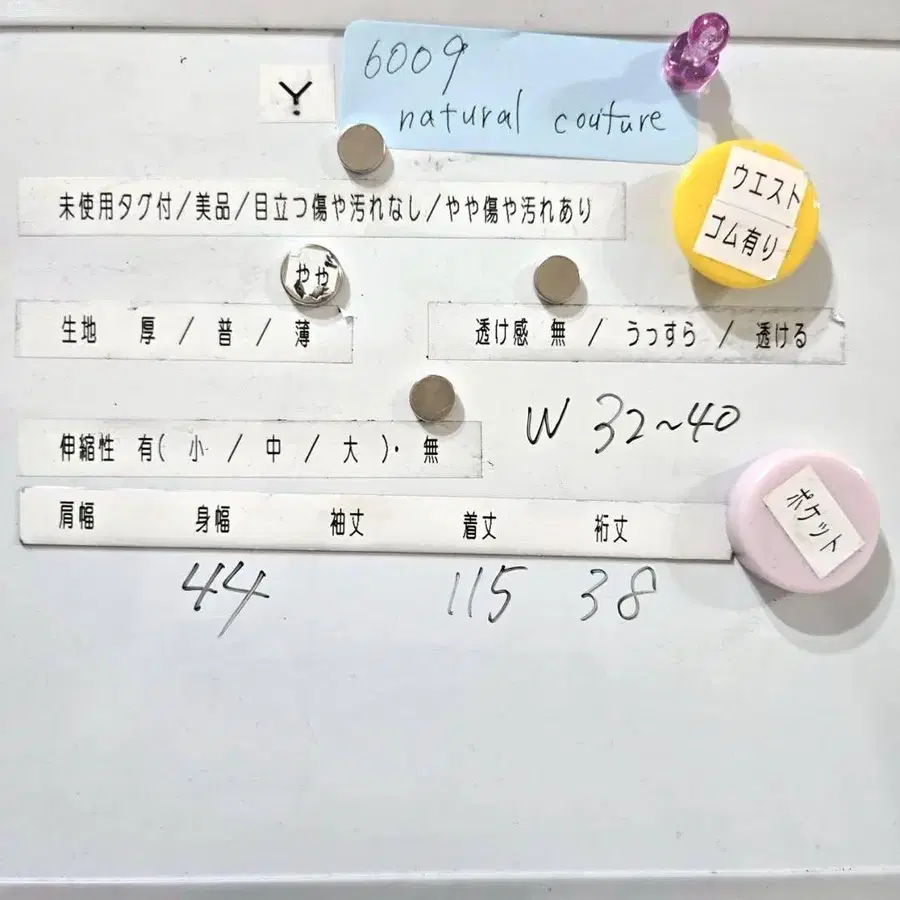 6009
Y
natural couture
未使用タグ付/美品/目立つ傷や汚れなし/やや傷や汚れあり
ウエスト
ゴム有り
やや
生地 厚 / 普 / 薄
透け感 無 / うっすら / 透ける
伸縮性 有( 小 / 中 / 大 )・無
W 32~40
肩幅 身幅 袖丈 着丈 裄丈
ポケット
44 115 38